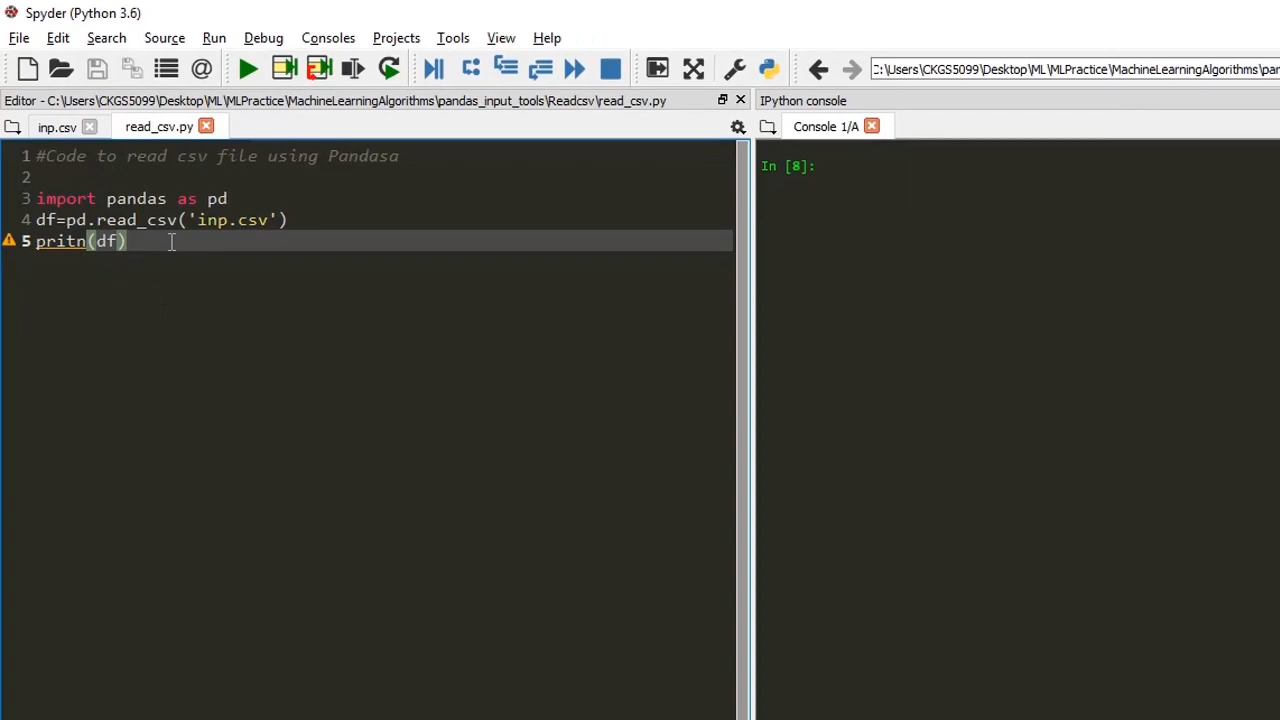 Spyder (Python 3.6)
File Edit Search Source Run Debug Consoles Projects Tools View Help
C:\Users\CKGS5099\Desktop\ML\MLPractice\MachineLearningAlgorithms\pan
Editor - C:\Users\CKGS5099\Desktop\ML\MLPractice\MachineLearningAlgorithms\pandas_input_tools\Readcsv\read_csv.py
IPython console
inp.csv read_csv.py
Console 1/A
1 #Code to read csv file using Pandasa
2
3 import pandas as pd
4 df=pd.read_csv('inp.csv')
5 pritn(df)
In [8]: